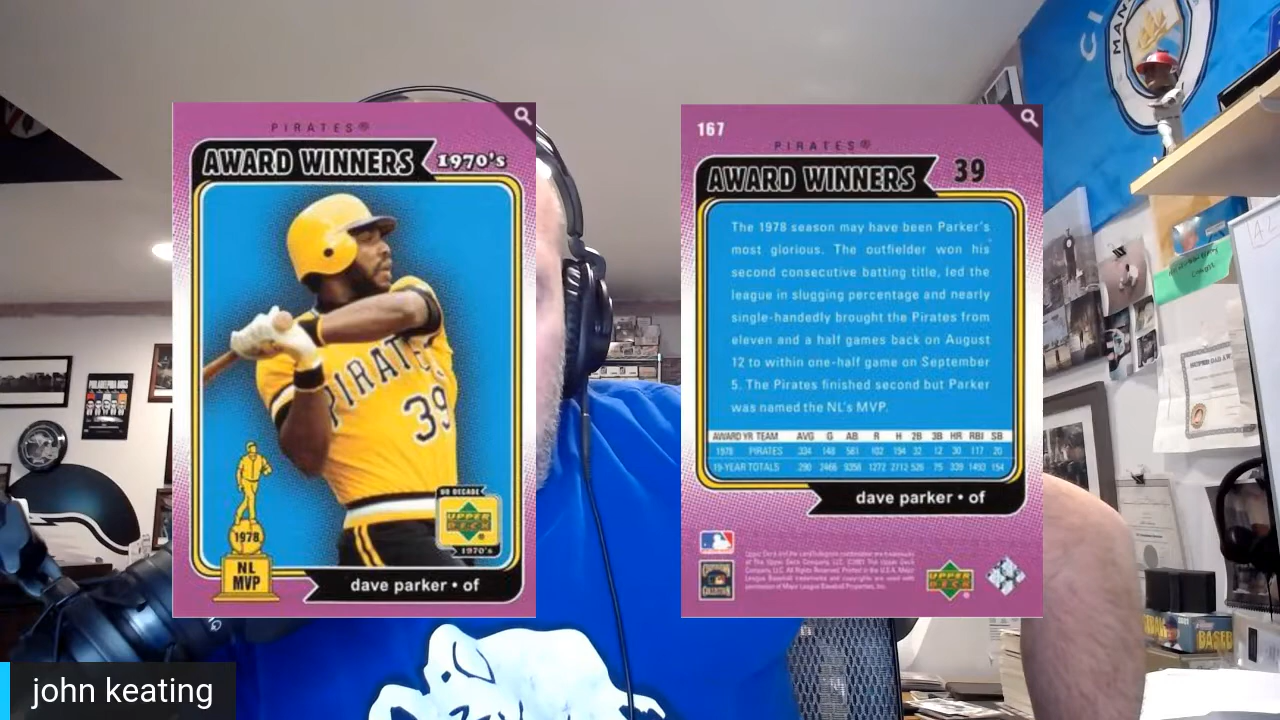 PIRATES®
AWARD WINNERS 1970's
PIRATES
39
1978
NL
MVP
UD DECADE
UPPER
DECK
1970's
dave parker • of
167
PIRATES®
AWARD WINNERS 39
The 1978 season may have been Parker's
most glorious. The outfielder won his
second consecutive batting title, led the
league in slugging percentage and nearly
single-handedly brought the Pirates from
eleven and a half games back on August
12 to within one-half game on September
5. The Pirates finished second but Parker
was named the NL's MVP.
AWARD YR TEAM AVG G AB R H 2B 3B HR RBI SB
1978 PIRATES .334 148 581 102 194 32 12 30 117 20
19-YEAR TOTALS .290 2466 9358 1272 2712 526 75 339 1493 154
dave parker • of
UPPER
DECK
PHILADELPHIA
MAN
CI
BASEB
john keating